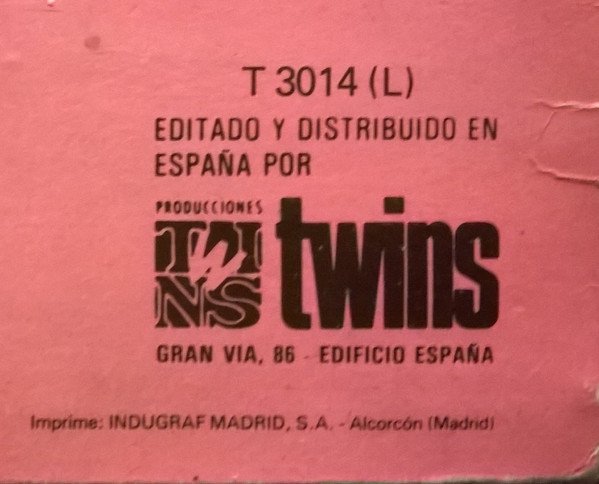 T 3014 (L)
EDITADO Y DISTRIBUIDO EN
ESPAÑA POR
PRODUCCIONES
TWINS
twins
GRAN VIA, 86 - EDIFICIO ESPAÑA
Imprime: INDUGRAF MADRID, S.A. - Alcorcón (Madrid)